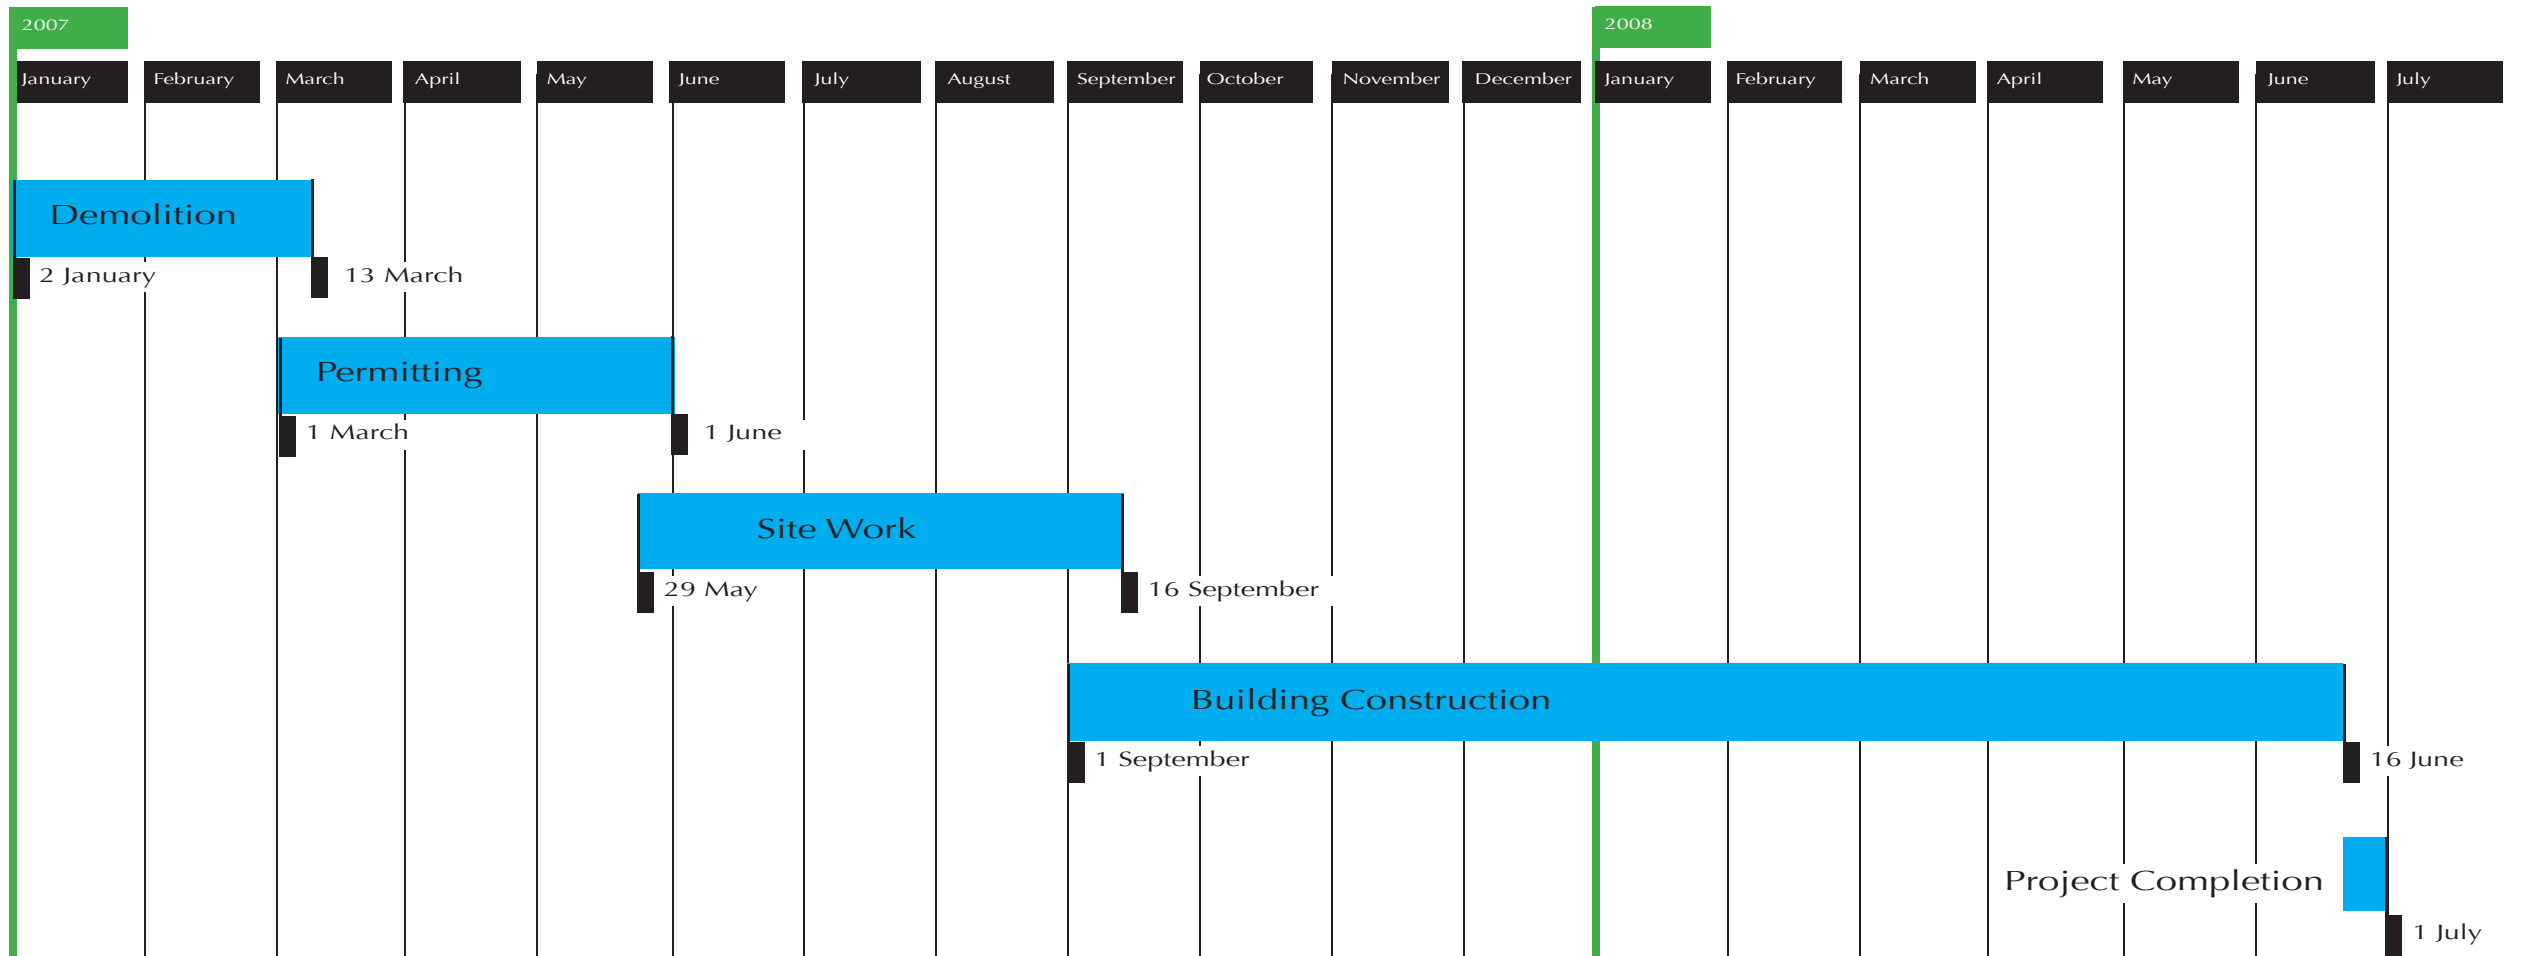 2007
2008
January
February
March
April
May
June
July
August
September
October
November
December
January
February
March
April
May
June
July
Demolition
2 January
13 March
Permitting
1 March
1 June
Site Work
29 May
16 September
Building Construction
1 September
16 June
Project Completion
1 July